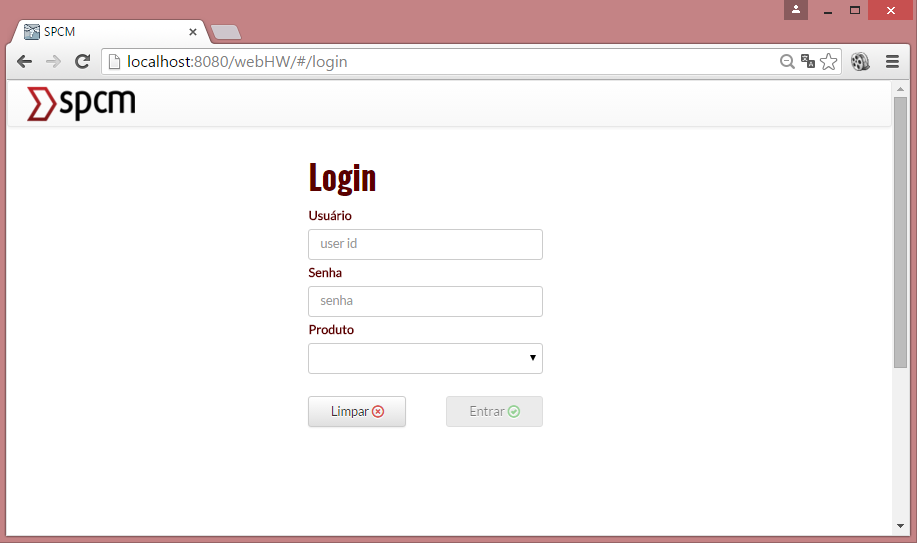 SPCM
localhost:8080/webHW/#/login
spcm
Login
Usuário
user id
Senha
senha
Produto
Limpar
Entrar